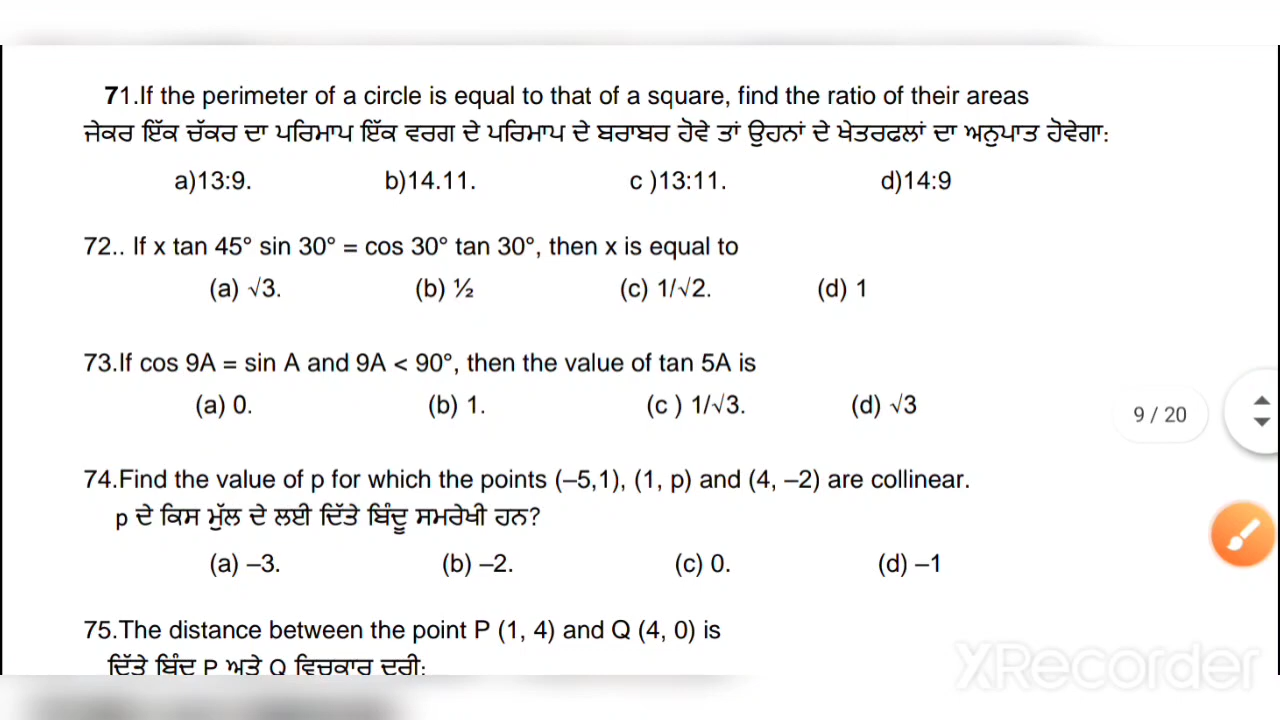 71.If the perimeter of a circle is equal to that of a square, find the ratio of their areas
ਜੇਕਰ ਇੱਕ ਚੱਕਰ ਦਾ ਪਰਿਮਾਪ ਇੱਕ ਵਰਗ ਦੇ ਪਰਿਮਾਪ ਦੇ ਬਰਾਬਰ ਹੋਵੇ ਤਾਂ ਉਹਨਾਂ ਦੇ ਖੇਤਰਫਲਾਂ ਦਾ ਅਨੁਪਾਤ ਹੋਵੇਗਾ:
a)13:9. b)14.11. c )13:11. d)14:9
72.. If x tan 45° sin 30° = cos 30° tan 30°, then x is equal to
(a) √3. (b) ½ (c) 1/√2. (d) 1
73.If cos 9A = sin A and 9A < 90°, then the value of tan 5A is
(a) 0. (b) 1. (c ) 1/√3. (d) √3
9 / 20
74.Find the value of p for which the points (–5,1), (1, p) and (4, –2) are collinear.
p ਦੇ ਕਿਸ ਮੁੱਲ ਦੇ ਲਈ ਦਿੱਤੇ ਬਿੰਦੂ ਸਮਰੇਖੀ ਹਨ?
(a) –3. (b) –2. (c) 0. (d) –1
75.The distance between the point P (1, 4) and Q (4, 0) is
ਦਿੱਤੇ ਬਿੰਦੂ P ਅਤੇ Q ਵਿਚਕਾਰ ਦੂਰੀ:
XRecorder